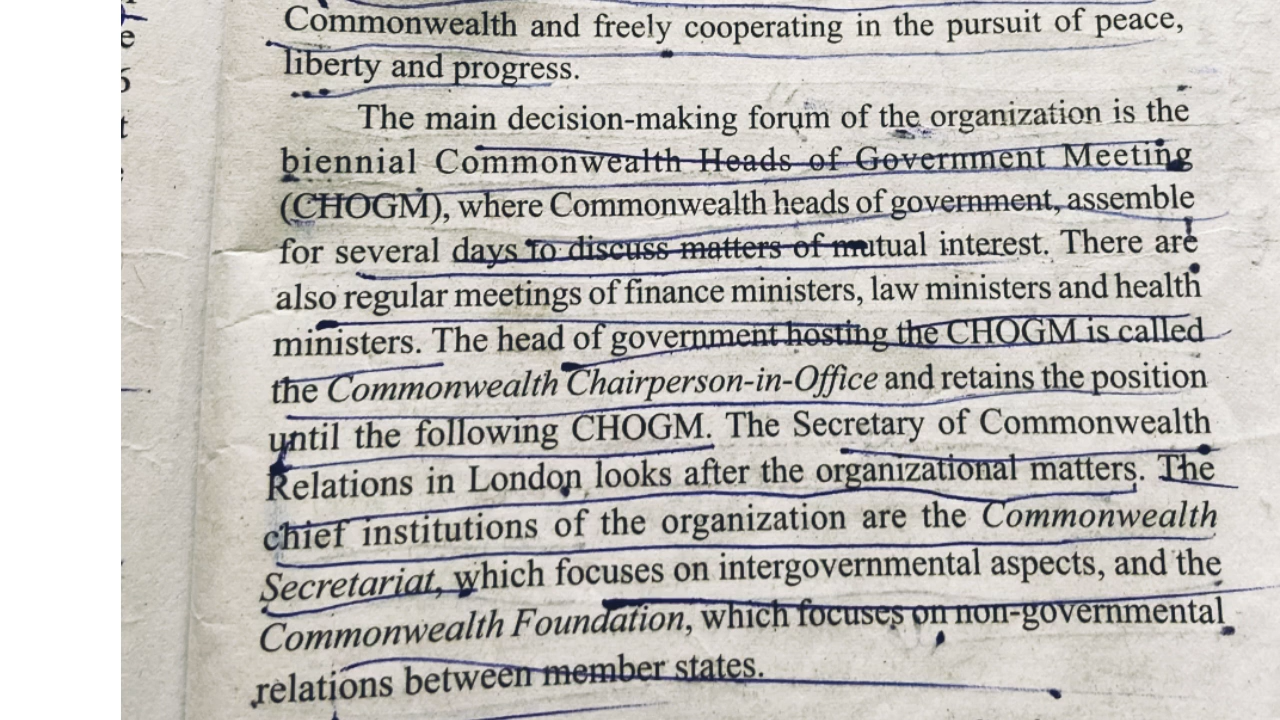 Commonwealth and freely cooperating in the pursuit of peace,
liberty and progress.
The main decision-making forum of the organization is the
biennial Commonwealth Heads of Government Meeting
(CHOGM), where Commonwealth heads of government, assemble
for several days to discuss matters of mutual interest. There are
also regular meetings of finance ministers, law ministers and health
ministers. The head of government hosting the CHOGM is called
the Commonwealth Chairperson-in-Office and retains the position
until the following CHOGM. The Secretary of Commonwealth
Relations in London looks after the organizational matters. The
chief institutions of the organization are the Commonwealth
Secretariat, which focuses on intergovernmental aspects, and the
Commonwealth Foundation, which focuses on non-governmental
relations between member states.